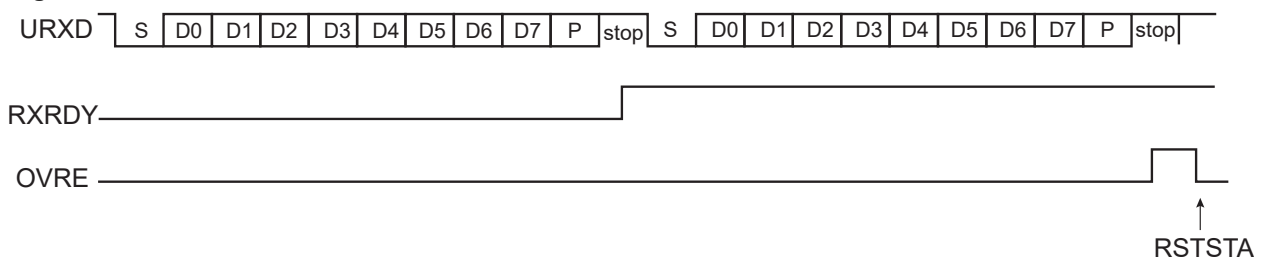 URXD S D0 D1 D2 D3 D4 D5 D6 D7 P stop S D0 D1 D2 D3 D4 D5 D6 D7 P stop
RXRDY
OVRE
RSTSTA